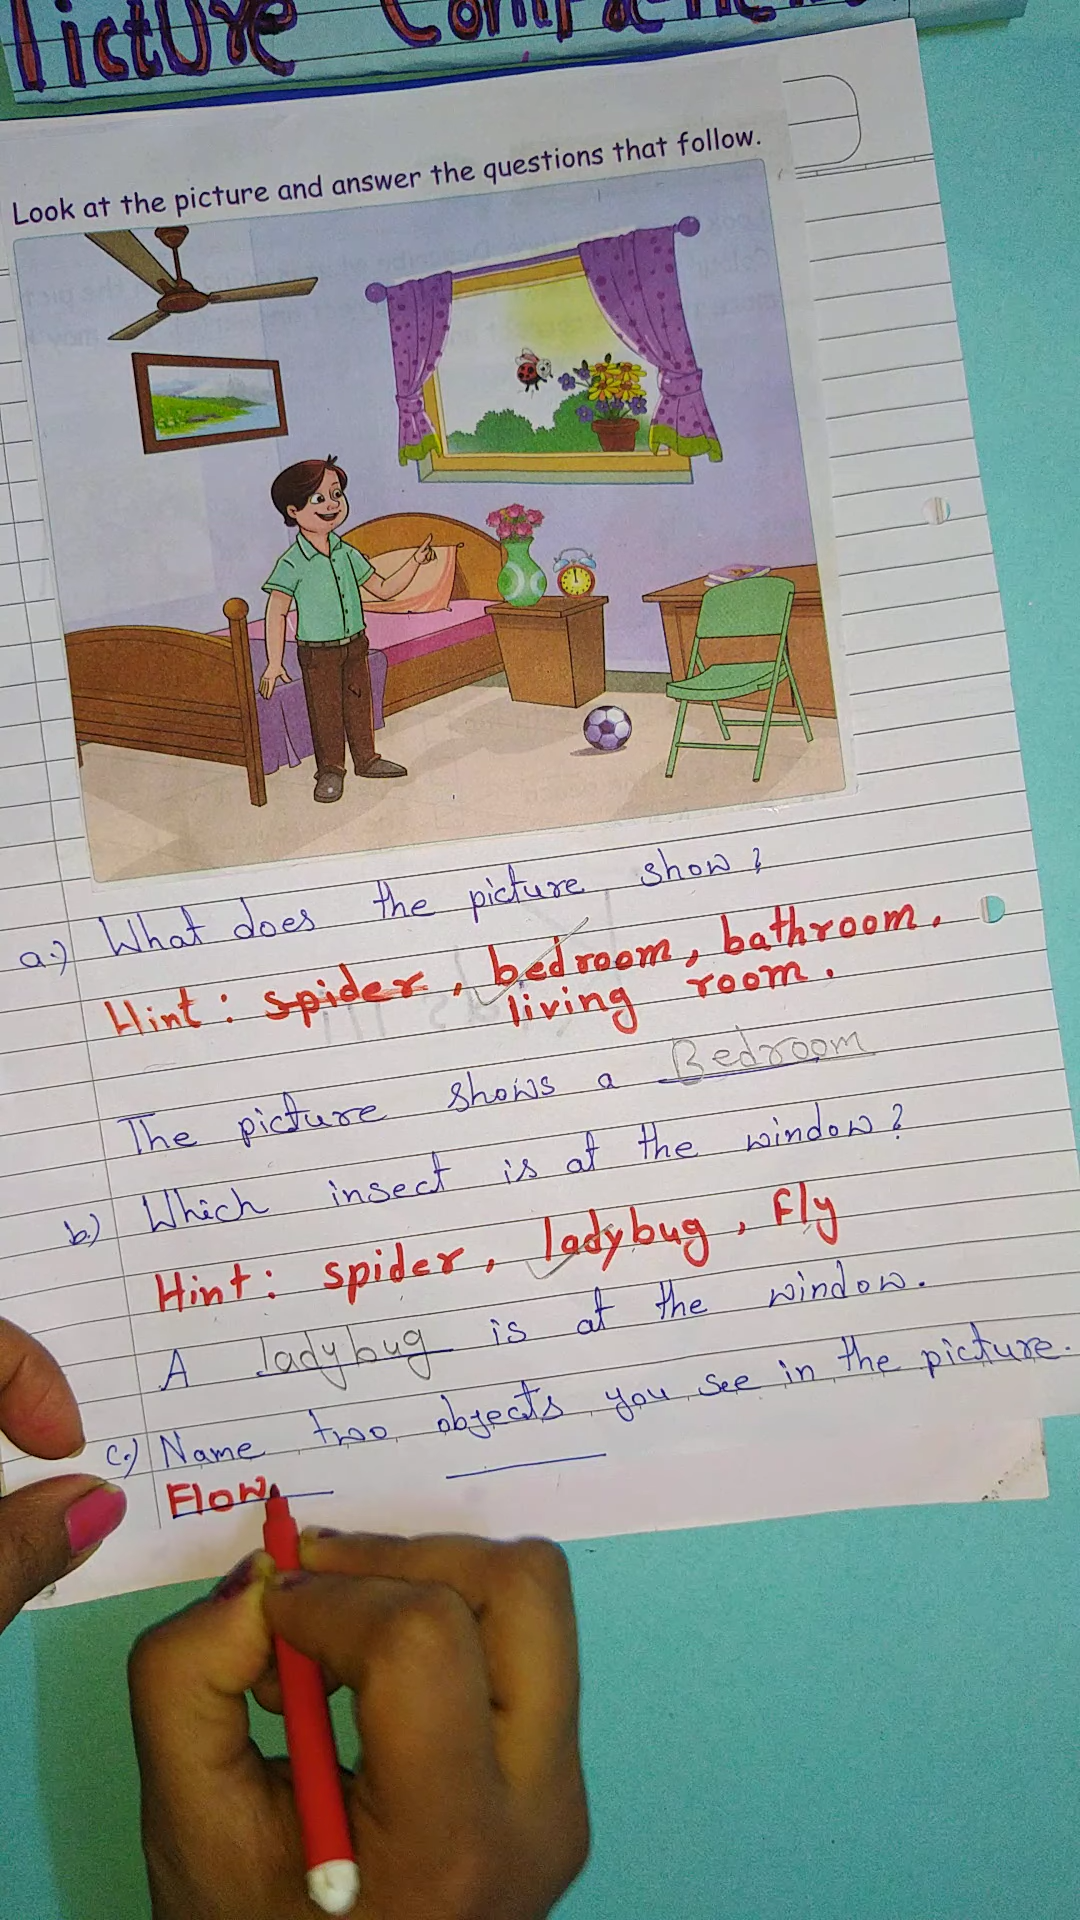 Picture
Look at the picture and answer the questions that follow.
a.) What does the picture show?
Hint: spider, bedroom, bathroom.
living room.
The picture shows a Bedroom
b.) Which insect is at the window?
Hint: spider, ladybug, Fly
A ladybug is at the window.
c.) Name two objects you see in the picture.
Flow